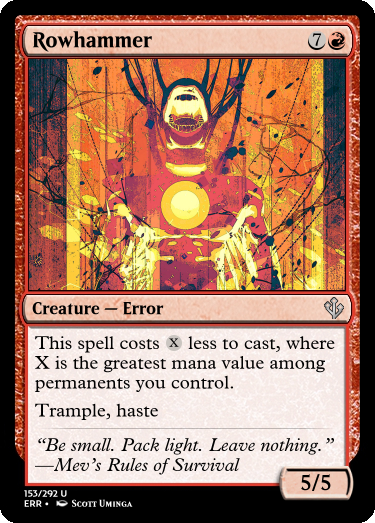 Rowhammer 7
This spell costs X less to cast, where
X is the greatest mana value among
permanents you control.
Trample, haste
“Be small. Pack light. Leave nothing.”
—Mev’s Rules of Survival
Creature — Error
5/5
153/292 U
ERR • Scott Uminga